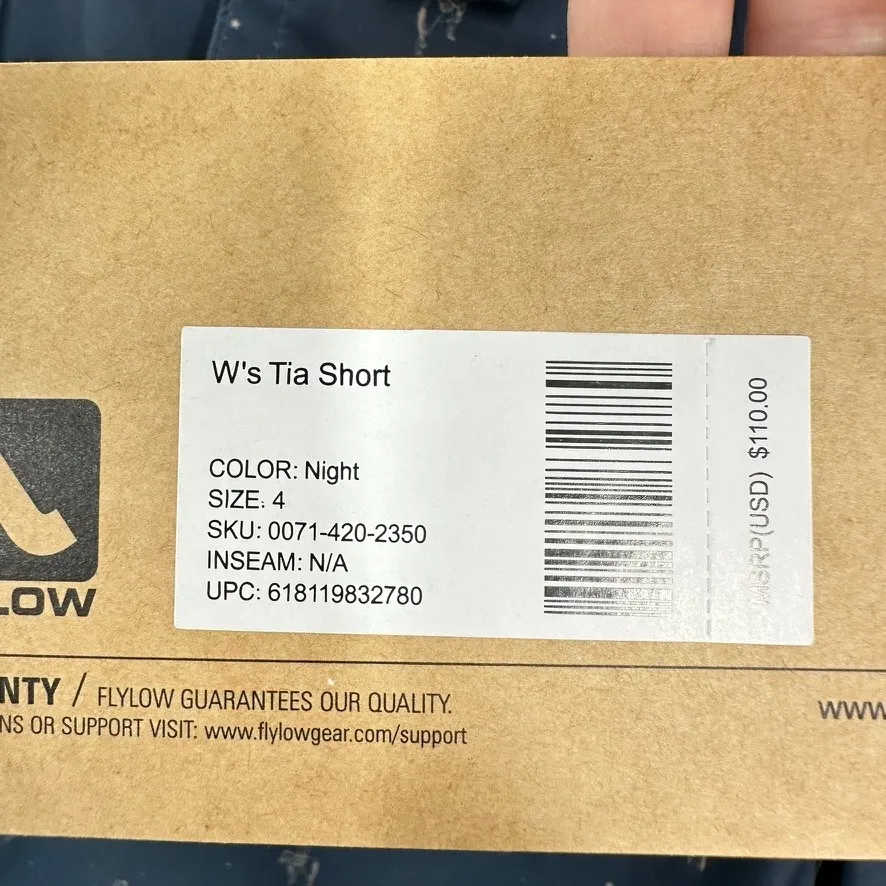 W's Tia Short
COLOR: Night
SIZE: 4
SKU: 0071-420-2350
INSEAM: N/A
UPC: 618119832780
MSRP(USD) $110.00
LOW
NTY / FLYLOW GUARANTEES OUR QUALITY.
NS OR SUPPORT VISIT: www.flylowgear.com/support
www